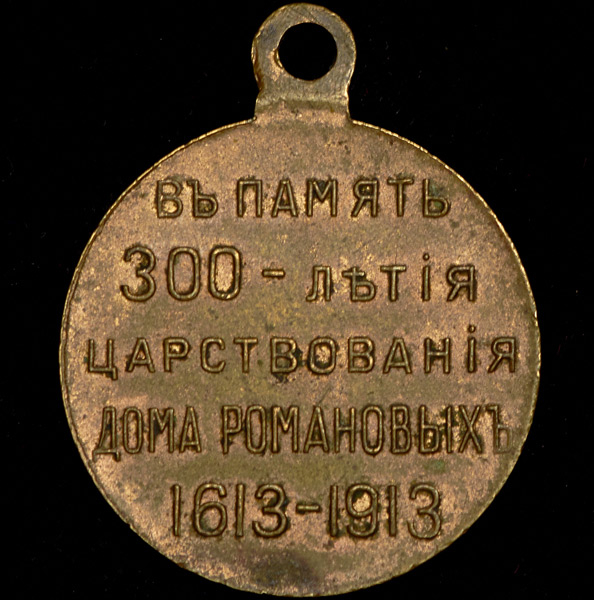 ВЪ ПАМЯТЬ
300 - ЛѢТІЯ
ЦАРСТВОВАНІЯ
ДОМА РОМАНОВЫХЪ
1613-1913